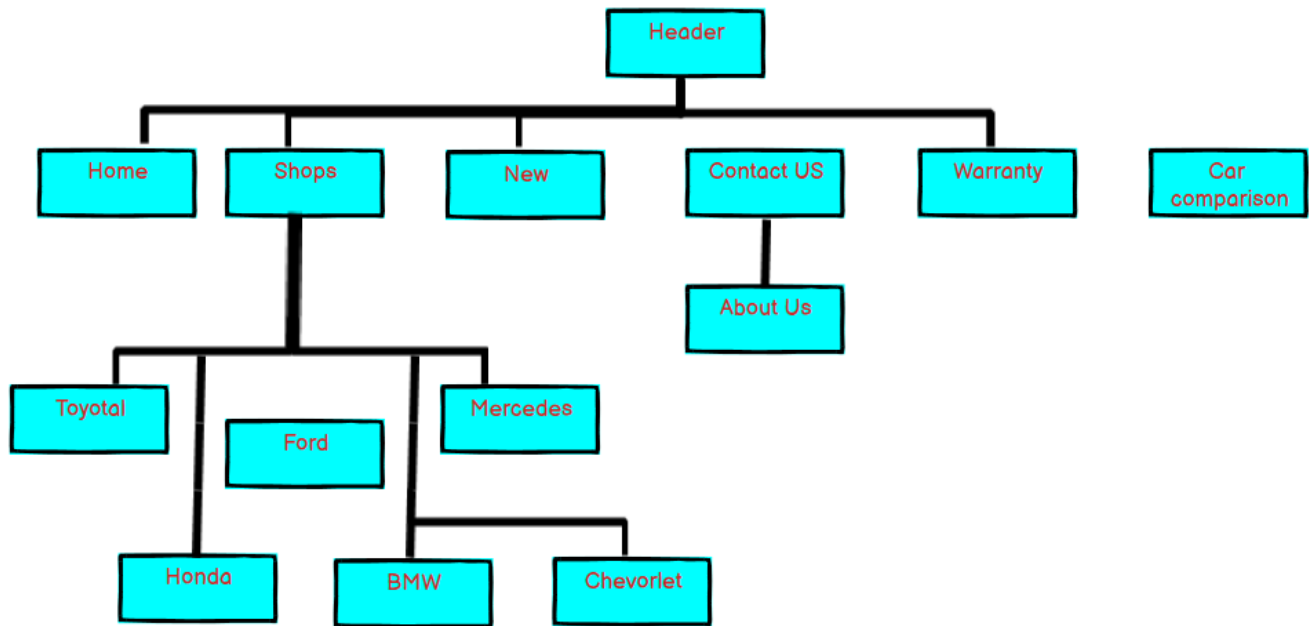 Header
Home
Shops
New
Contact US
Warranty
Car
comparison
About Us
Toyotal
Mercedes
Ford
Honda
BMW
Chevorlet